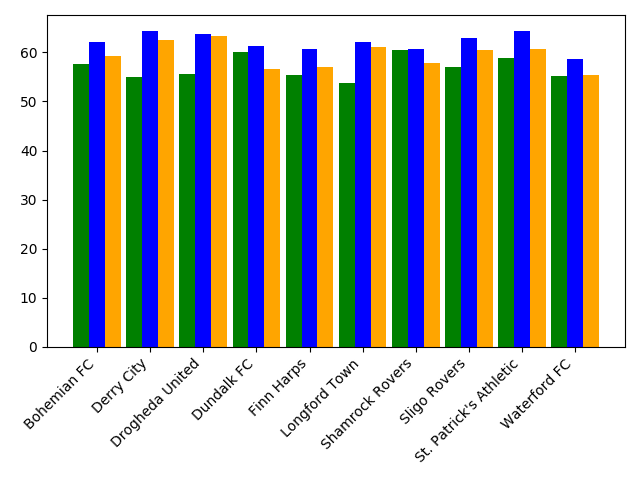 60
50
40
30
20
10
0
Bohemian FC
Derry City
Drogheda United
Dundalk FC
Finn Harps
Longford Town
Shamrock Rovers
Sligo Rovers
St. Patrick's Athletic
Waterford FC